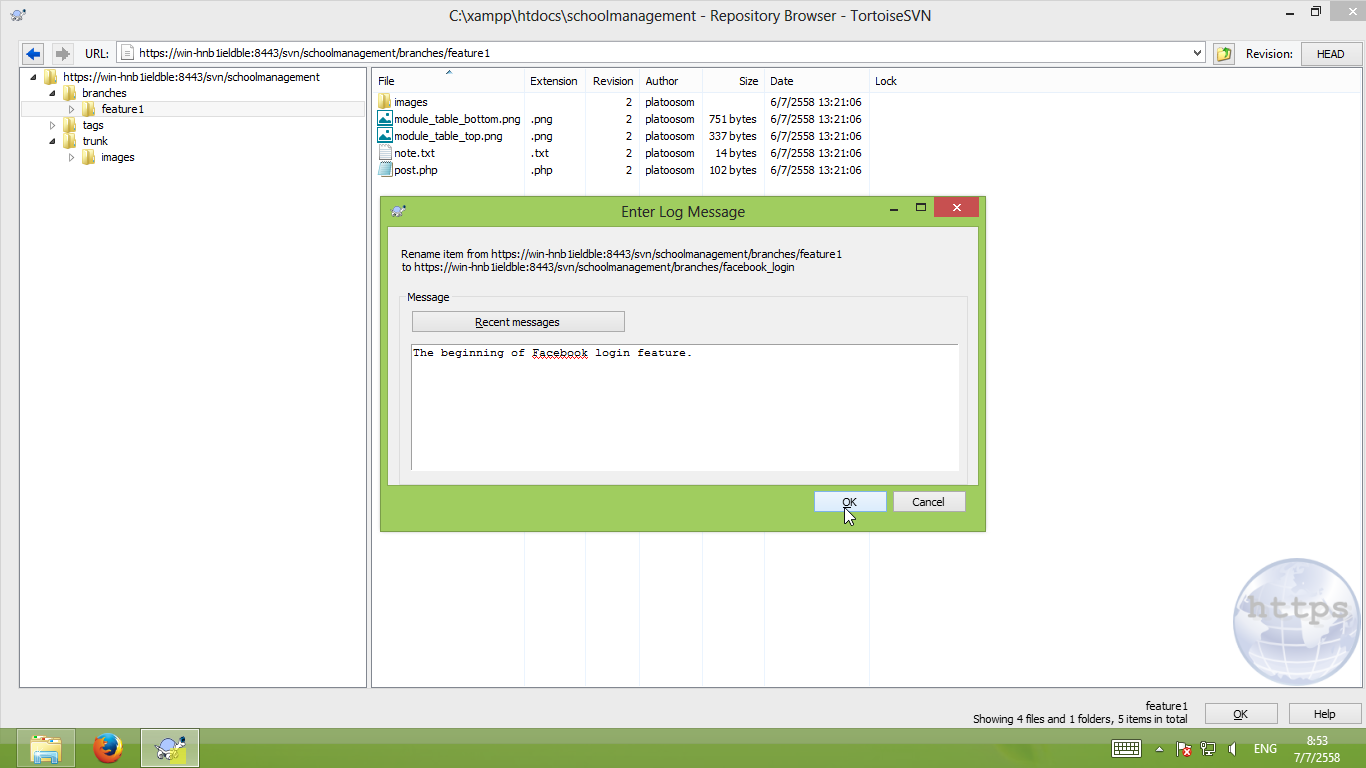 C:\xampp\htdocs\schoolmanagement - Repository Browser - TortoiseSVN
URL: https://win-hnb1ieldble:8443/svn/schoolmanagement/branches/feature1 Revision: HEAD
https://win-hnb1ieldble:8443/svn/schoolmanagement
branches
feature1
tags
trunk
images
File Extension Revision Author Size Date Lock
images 2 platoosom 6/7/2558 13:21:06
module_table_bottom.png .png 2 platoosom 751 bytes 6/7/2558 13:21:06
module_table_top.png .png 2 platoosom 337 bytes 6/7/2558 13:21:06
note.txt .txt 2 platoosom 14 bytes 6/7/2558 13:21:06
post.php .php 2 platoosom 102 bytes 6/7/2558 13:21:06
Enter Log Message
Rename item from https://win-hnb1ieldble:8443/svn/schoolmanagement/branches/feature1
to https://win-hnb1ieldble:8443/svn/schoolmanagement/branches/facebook_login
Message
Recent messages
The beginning of Facebook login feature.
OK Cancel
https
feature1
Showing 4 files and 1 folders, 5 items in total
OK Help
ENG
8:53
7/7/2558